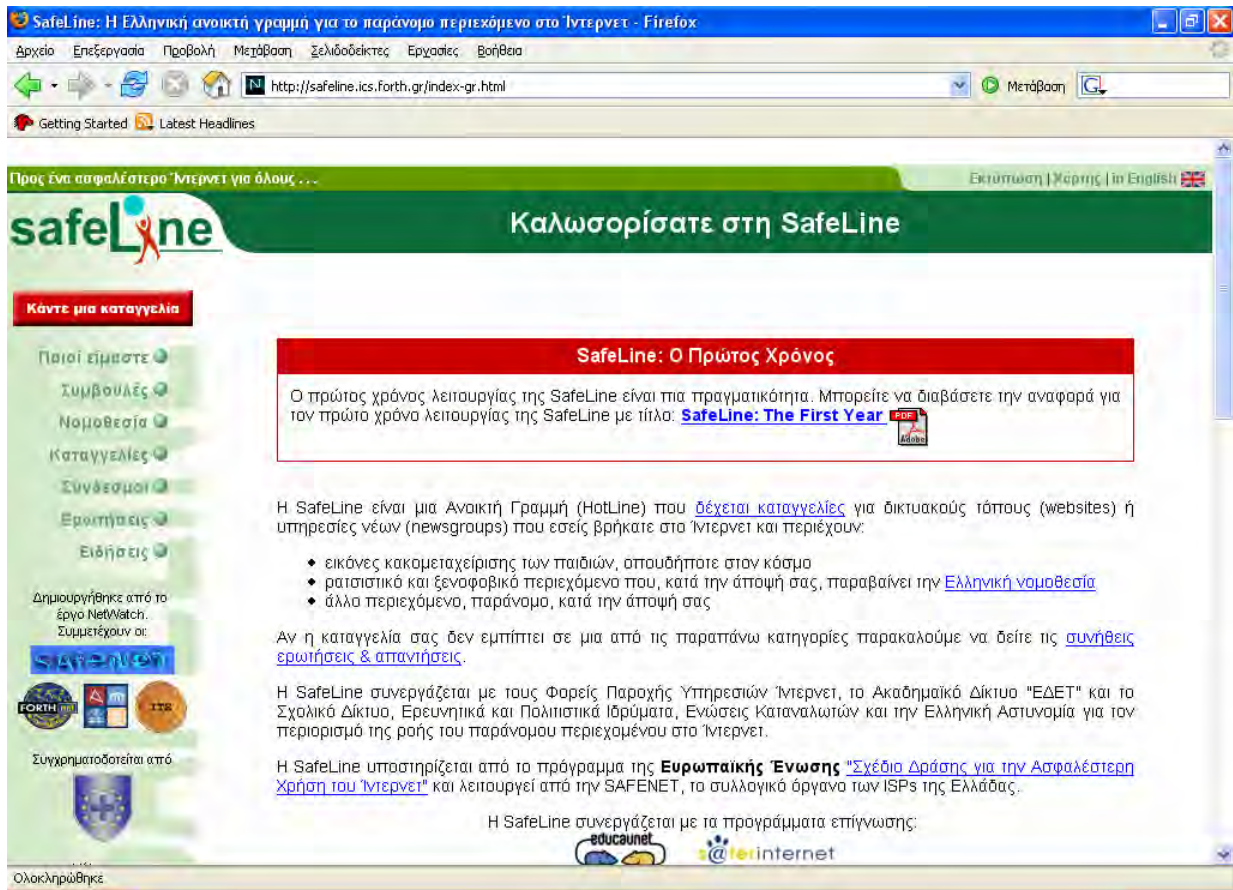 SafeLine: Η Ελληνική ανοικτή γραμμή για το παράνομο περιεχόμενο στο Ίντερνετ - Firefox
Αρχείο Επεξεργασία Προβολή Μετάβαση Σελιδοδείκτες Εργασίες Βοήθεια
http://safeline.ics.forth.gr/index-gr.html Μετάβαση
Getting Started Latest Headlines
Προς ένα ασφαλέστερο Ίντερνετ για όλους . . .
Εκτύπωση | Χάρτης | in English
safeLine
Καλωσορίσατε στη SafeLine
Κάντε μια καταγγελία
Ποιοί είμαστε
Συμβουλές
Νομοθεσία
Καταγγελίες
Σύνδεσμοι
Ερωτήσεις
Ειδήσεις
Δημιουργήθηκε από το
έργο NetWatch.
Συμμετέχουν οι:
SAFENET
FORTH net
ITE
Συγχρηματοδοτείται από
SafeLine: Ο Πρώτος Χρόνος
Ο πρώτος χρόνος λειτουργίας της SafeLine είναι πια πραγματικότητα. Μπορείτε να διαβάσετε την αναφορά για
τον πρώτο χρόνο λειτουργίας της SafeLine με τίτλο: SafeLine: The First Year
PDF
Adobe
Η SafeLine είναι μια Ανοικτή Γραμμή (HotLine) που δέχεται καταγγελίες για δικτυακούς τόπους (websites) ή
υπηρεσίες νέων (newsgroups) που εσείς βρήκατε στο Ίντερνετ και περιέχουν:
• εικόνες κακομεταχείρισης των παιδιών, οπουδήποτε στον κόσμο
• ρατσιστικό και ξενοφοβικό περιεχόμενο που, κατά την άποψή σας, παραβαίνει την Ελληνική νομοθεσία
• άλλο περιεχόμενο, παράνομο, κατά την άποψή σας
Αν η καταγγελία σας δεν εμπίπτει σε μια από τις παραπάνω κατηγορίες παρακαλούμε να δείτε τις συνήθεις
ερωτήσεις & απαντήσεις.
Η SafeLine συνεργάζεται με τους Φορείς Παροχής Υπηρεσιών Ίντερνετ, το Ακαδημαϊκό Δίκτυο "ΕΔΕΤ" και το
Σχολικό Δίκτυο, Ερευνητικά και Πολιτιστικά Ιδρύματα, Ενώσεις Καταναλωτών και την Ελληνική Αστυνομία για τον
περιορισμό της ροής του παράνομου περιεχομένου στο Ίντερνετ.
Η SafeLine υποστηρίζεται από το πρόγραμμα της Ευρωπαϊκής Ένωσης "Σχέδιο Δράσης για την Ασφαλέστερη
Χρήση του Ίντερνετ" και λειτουργεί από την SAFENET, το συλλογικό όργανο των ISPs της Ελλάδας.
Η SafeLine συνεργάζεται με τα προγράμματα επίγνωσης:
educaunet s@ferinternet
Ολοκληρώθηκε